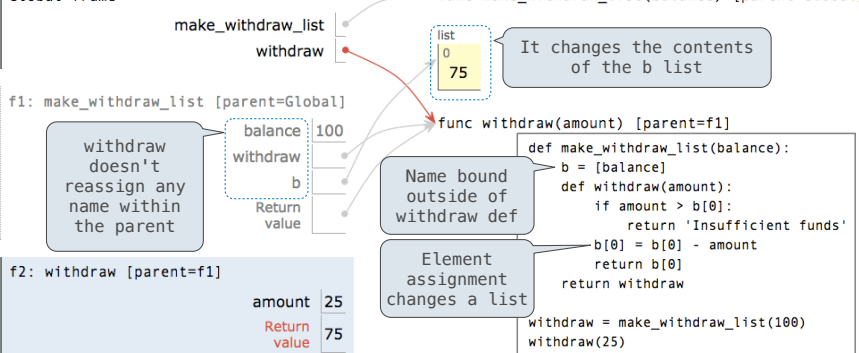 make_withdraw_list
withdraw
list
0
75
It changes the contents
of the b list
f1: make_withdraw_list [parent=Global]
balance 100
withdraw
b
Return
value
withdraw
doesn't
reassign any
name within
the parent
func withdraw(amount) [parent=f1]
Name bound
outside of
withdraw def
Element
assignment
changes a list
def make_withdraw_list(balance):
b = [balance]
def withdraw(amount):
if amount > b[0]:
return 'Insufficient funds'
b[0] = b[0] - amount
return b[0]
return withdraw
withdraw = make_withdraw_list(100)
withdraw(25)
f2: withdraw [parent=f1]
amount 25
Return
value 75